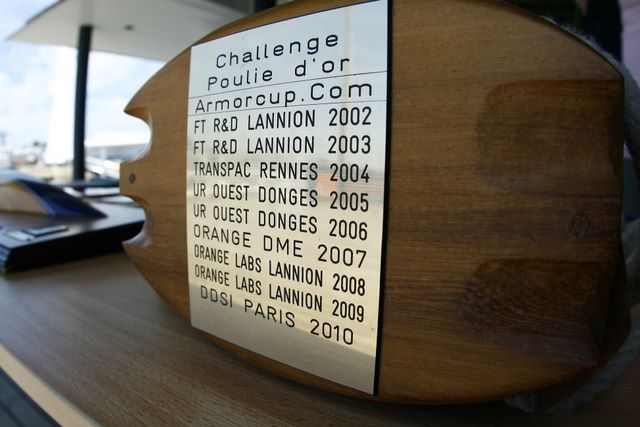 Challenge
Poulie d'or
Armorcup.Com
FT R&D LANNION 2002
FT R&D LANNION 2003
TRANSPAC RENNES 2004
UR OUEST DONGES 2005
UR OUEST DONGES 2006
ORANGE DME 2007
ORANGE LABS LANNION 2008
ORANGE LABS LANNION 2009
DDSI PARIS 2010